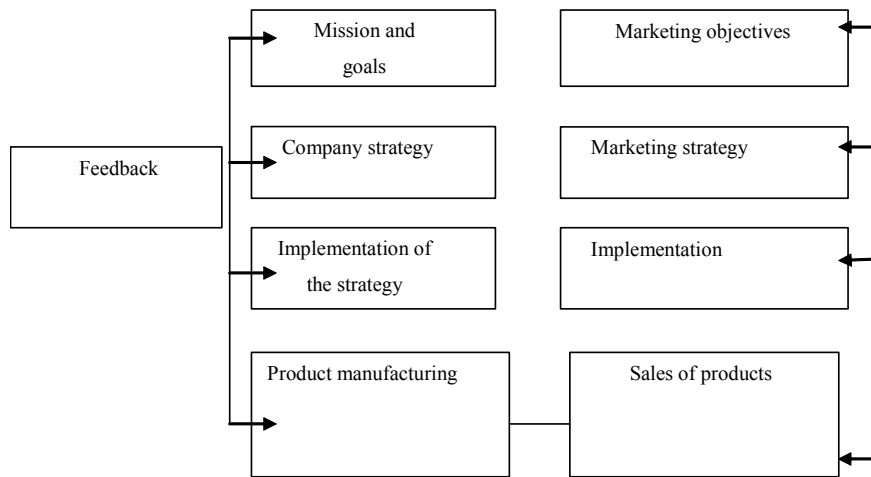 Mission and
goals
Marketing objectives
Feedback
Company strategy
Marketing strategy
Implementation of
the strategy
Implementation
Product manufacturing
Sales of products